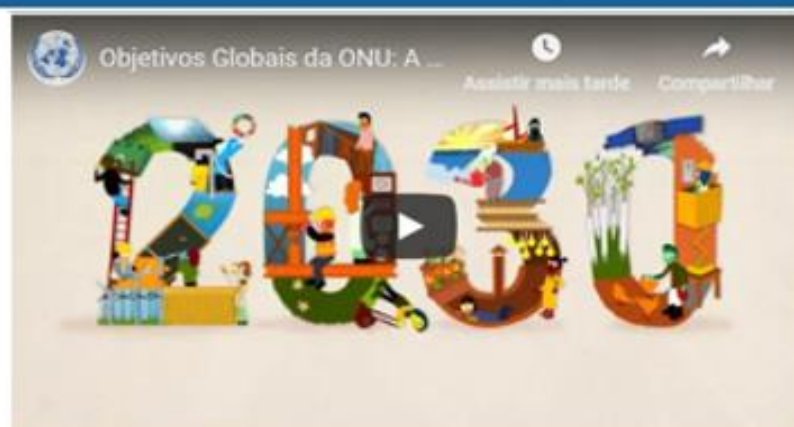 Objetivos Globais da ONU: A ...
Assistir mais tarde
Compartilhar
2030